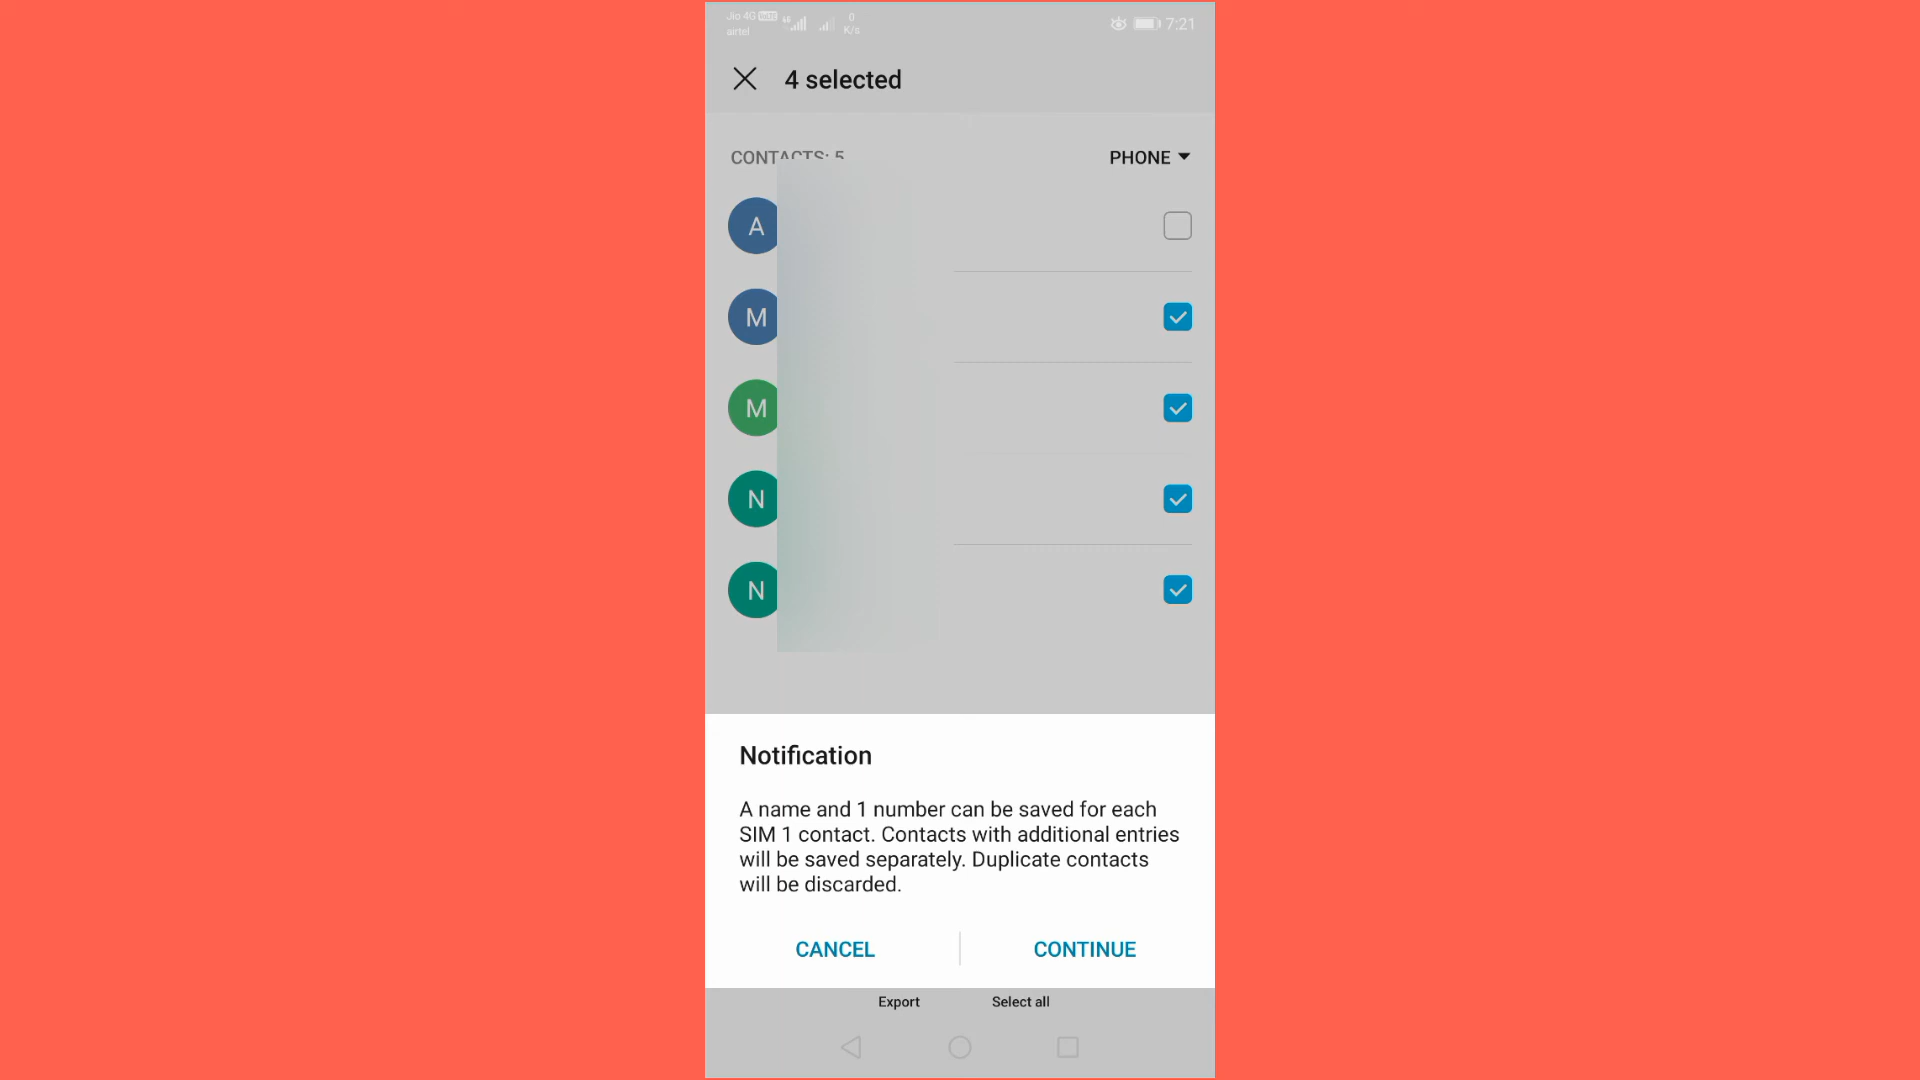 Jio 4G VoLTE
airtel
0
K/s
7:21
4 selected
CONTACTS: 5
PHONE
A
M
M
N
N
Notification
A name and 1 number can be saved for each
SIM 1 contact. Contacts with additional entries
will be saved separately. Duplicate contacts
will be discarded.
CANCEL
CONTINUE
Export
Select all